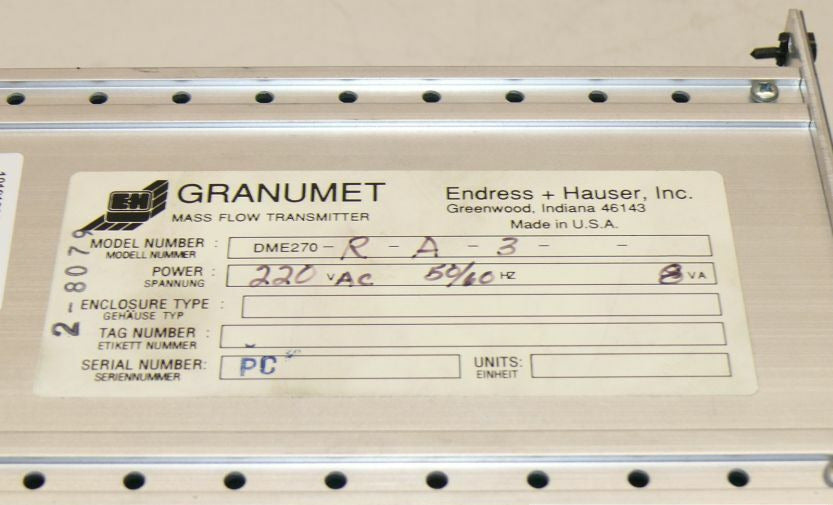 E+H
GRANUMET
MASS FLOW TRANSMITTER
Endress + Hauser, Inc.
Greenwood, Indiana 46143
Made in U.S.A.
MODEL NUMBER : DME270 - R - A - 3 - -
MODELL NUMMER
POWER : 220 VAC 50/60 HZ 8 VA
SPANNUNG
ENCLOSURE TYPE :
GEHÄUSE TYP
TAG NUMBER :
ETIKETT NUMMER
SERIAL NUMBER: PC
SERIENNUMMER
UNITS:
EINHEIT
2-8079